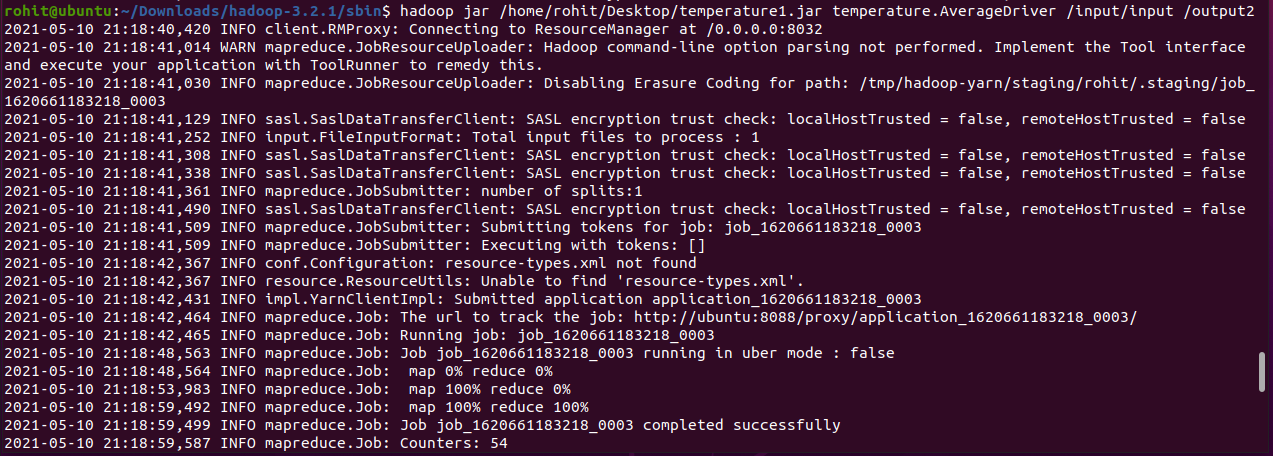 rohit@ubuntu:~/Downloads/hadoop-3.2.1/sbin$ hadoop jar /home/rohit/Desktop/temperature1.jar temperature.AverageDriver /input/input /output2
2021-05-10 21:18:40,420 INFO client.RMProxy: Connecting to ResourceManager at /0.0.0.0:8032
2021-05-10 21:18:41,014 WARN mapreduce.JobResourceUploader: Hadoop command-line option parsing not performed. Implement the Tool interface
and execute your application with ToolRunner to remedy this.
2021-05-10 21:18:41,030 INFO mapreduce.JobResourceUploader: Disabling Erasure Coding for path: /tmp/hadoop-yarn/staging/rohit/.staging/job_
1620661183218_0003
2021-05-10 21:18:41,129 INFO sasl.SaslDataTransferClient: SASL encryption trust check: localHostTrusted = false, remoteHostTrusted = false
2021-05-10 21:18:41,252 INFO input.FileInputFormat: Total input files to process : 1
2021-05-10 21:18:41,308 INFO sasl.SaslDataTransferClient: SASL encryption trust check: localHostTrusted = false, remoteHostTrusted = false
2021-05-10 21:18:41,338 INFO sasl.SaslDataTransferClient: SASL encryption trust check: localHostTrusted = false, remoteHostTrusted = false
2021-05-10 21:18:41,361 INFO mapreduce.JobSubmitter: number of splits:1
2021-05-10 21:18:41,490 INFO sasl.SaslDataTransferClient: SASL encryption trust check: localHostTrusted = false, remoteHostTrusted = false
2021-05-10 21:18:41,509 INFO mapreduce.JobSubmitter: Submitting tokens for job: job_1620661183218_0003
2021-05-10 21:18:41,509 INFO mapreduce.JobSubmitter: Executing with tokens: []
2021-05-10 21:18:42,367 INFO conf.Configuration: resource-types.xml not found
2021-05-10 21:18:42,367 INFO resource.ResourceUtils: Unable to find 'resource-types.xml'.
2021-05-10 21:18:42,431 INFO impl.YarnClientImpl: Submitted application application_1620661183218_0003
2021-05-10 21:18:42,464 INFO mapreduce.Job: The url to track the job: http://ubuntu:8088/proxy/application_1620661183218_0003/
2021-05-10 21:18:42,465 INFO mapreduce.Job: Running job: job_1620661183218_0003
2021-05-10 21:18:48,563 INFO mapreduce.Job: Job job_1620661183218_0003 running in uber mode : false
2021-05-10 21:18:48,564 INFO mapreduce.Job:  map 0% reduce 0%
2021-05-10 21:18:53,983 INFO mapreduce.Job:  map 100% reduce 0%
2021-05-10 21:18:59,492 INFO mapreduce.Job:  map 100% reduce 100%
2021-05-10 21:18:59,499 INFO mapreduce.Job: Job job_1620661183218_0003 completed successfully
2021-05-10 21:18:59,587 INFO mapreduce.Job: Counters: 54